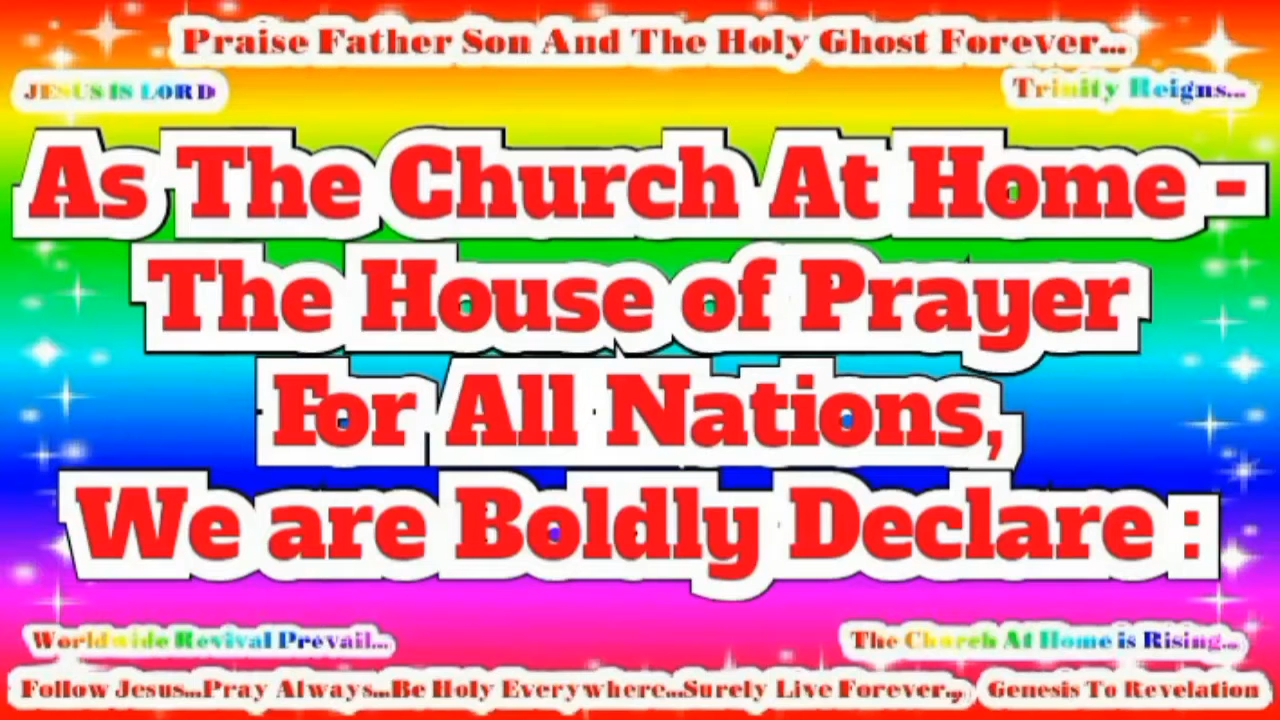 Praise Father Son And The Holy Ghost Forever...
JESUS IS LORD
Trinity Reigns...
As The Church At Home -
The House of Prayer
For All Nations,
We are Boldly Declare :
Worldwide Revival Prevail...
The Church At Home is Rising...
Follow Jesus...Pray Always...Be Holy Everywhere...Surely Live Forever..,
Genesis To Revelation